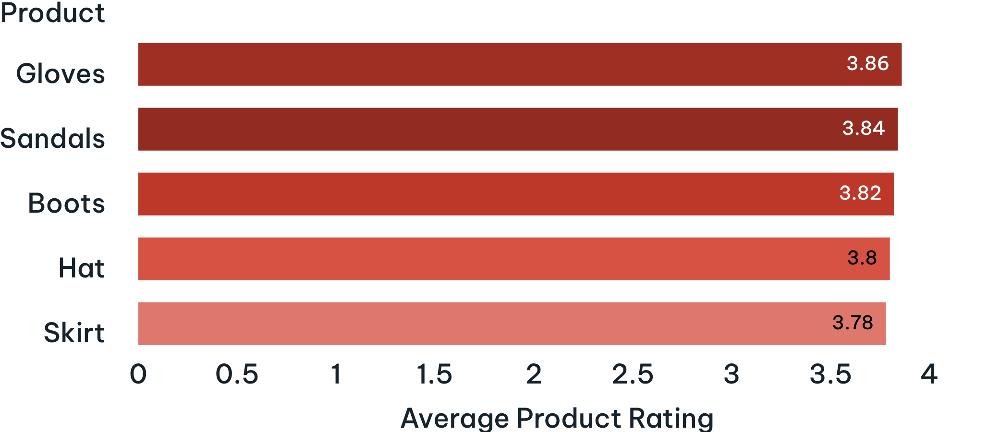 Product
Gloves 3.86
Sandals 3.84
Boots 3.82
Hat 3.8
Skirt 3.78
0 0.5 1 1.5 2 2.5 3 3.5 4
Average Product Rating